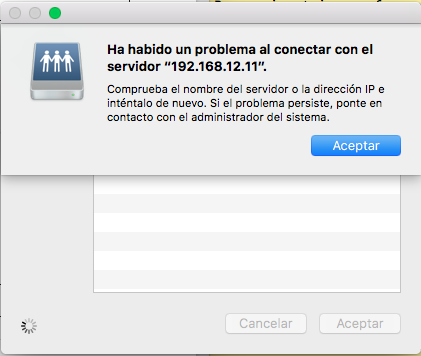 Ha habido un problema al conectar con el
servidor “192.168.12.11”.
Comprueba el nombre del servidor o la dirección IP e
inténtalo de nuevo. Si el problema persiste, ponte en
contacto con el administrador del sistema.
Aceptar
Cancelar Aceptar